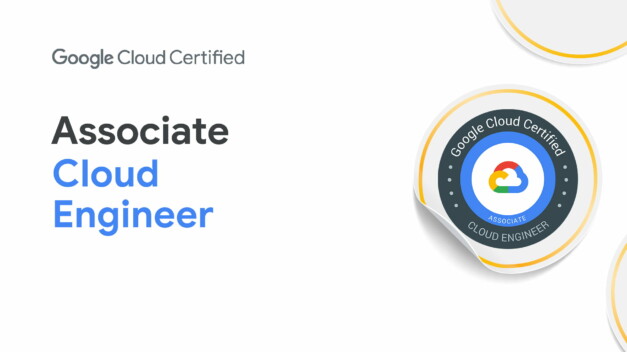 Google Cloud Certified
Associate
Cloud
Engineer
Google Cloud Certified
ASSOCIATE
CLOUD ENGINEER